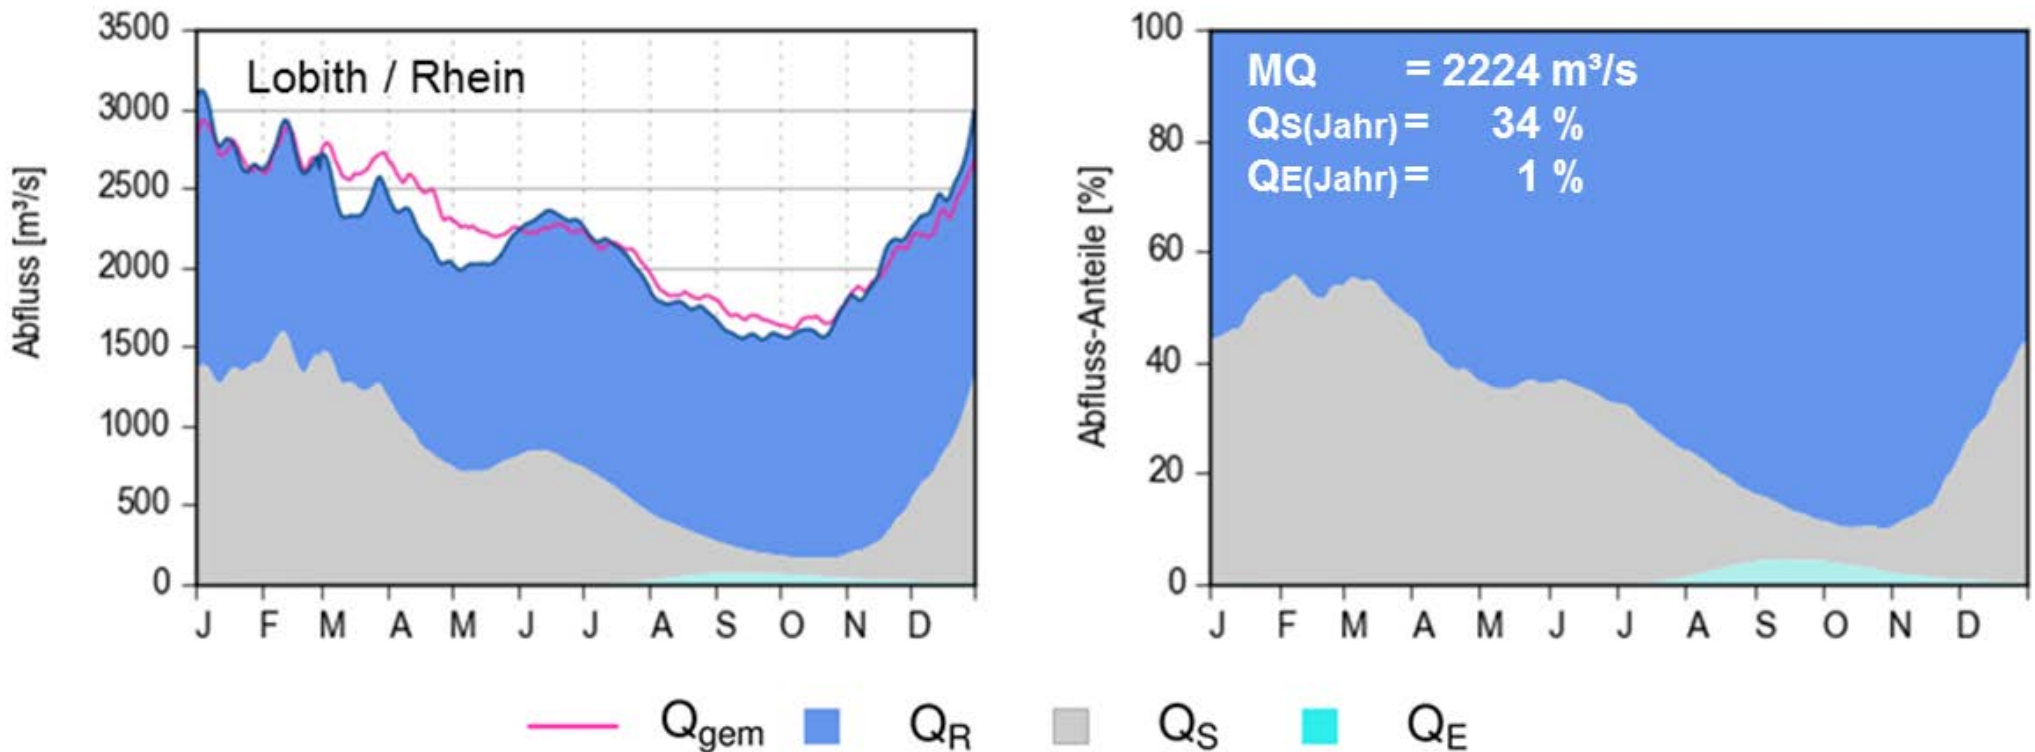 Abfluss [m³/s]
3500
3000
2500
2000
1500
1000
500
0
Lobith / Rhein
J F M A M J J A S O N D
Abfluss-Anteile [%]
100
80
60
40
20
0
MQ = 2224 m³/s
QS(Jahr) = 34 %
QE(Jahr) = 1 %
J F M A M J J A S O N D
Qgem QR QS QE